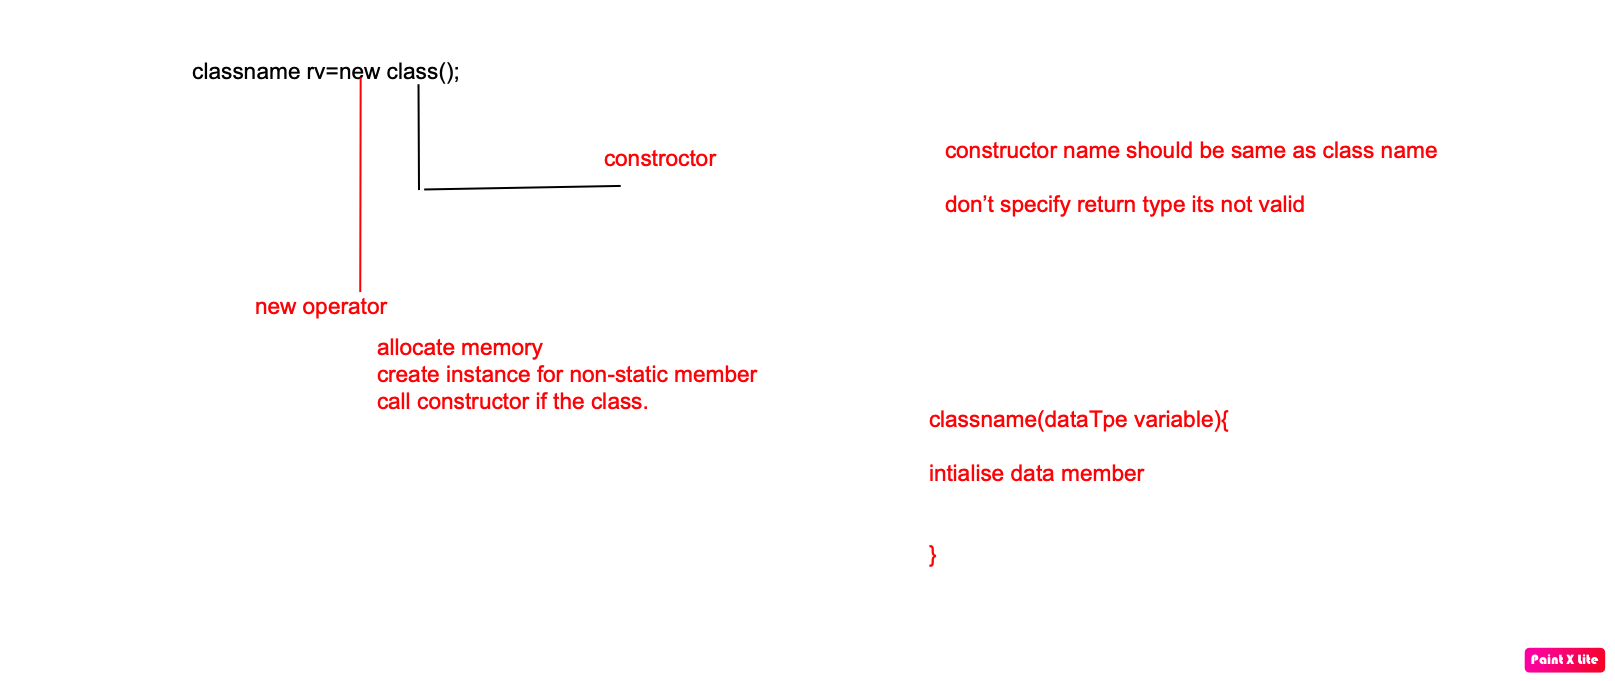 classname rv=new class();
constroctor
new operator
allocate memory
create instance for non-static member
call constructor if the class.
constructor name should be same as class name
don’t specify return type its not valid
classname(dataTpe variable){
intialise data member
}
Paint X Lite